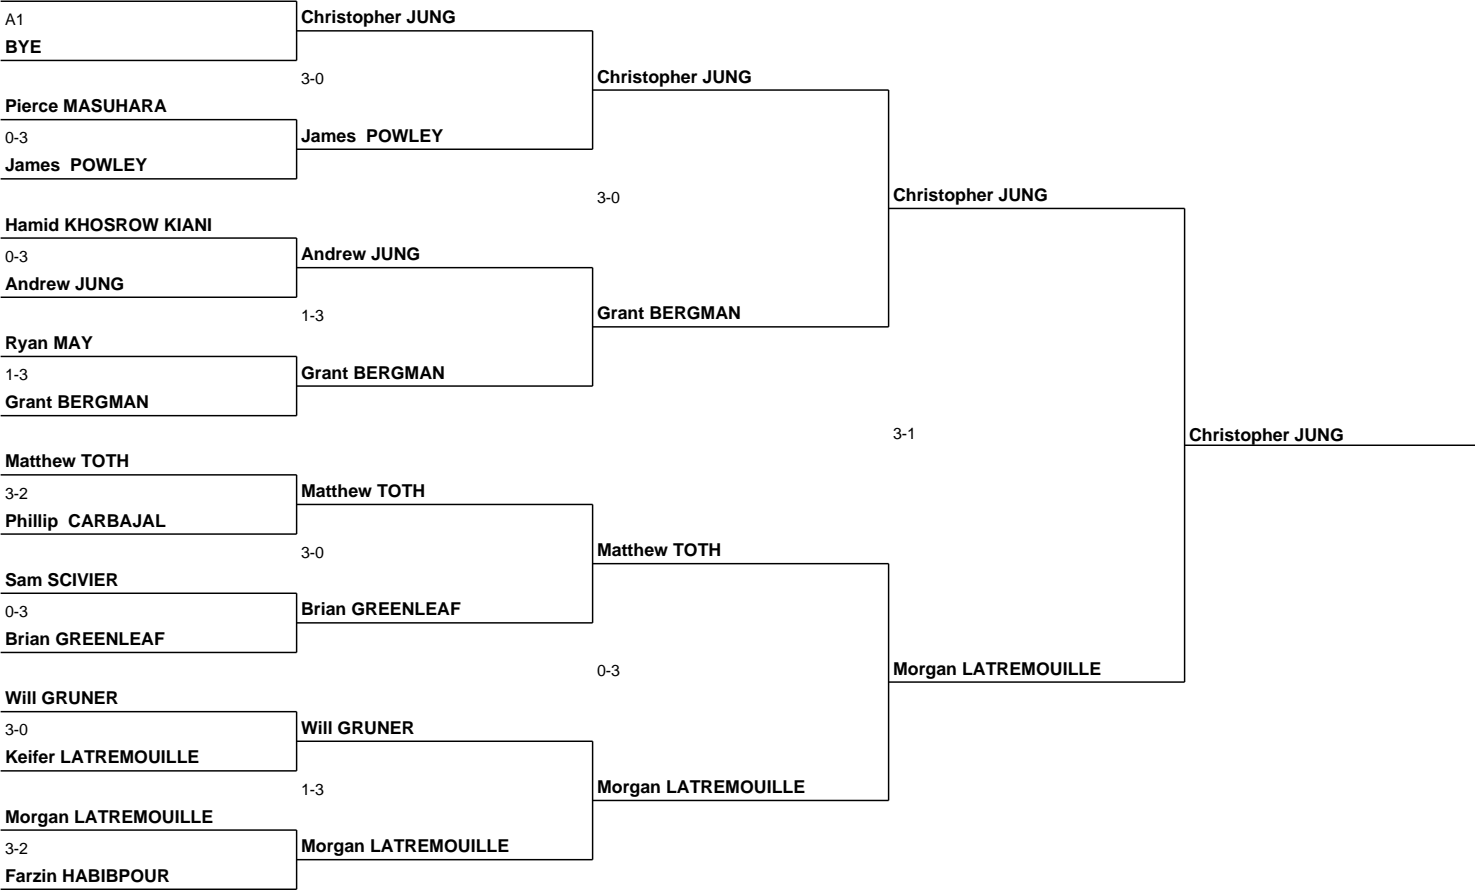 A1
BYE
Pierce MASUHARA
0-3
James  POWLEY
Hamid KHOSROW KIANI
0-3
Andrew JUNG
Ryan MAY
1-3
Grant BERGMAN
Matthew TOTH
3-2
Phillip  CARBAJAL
Sam SCIVIER
0-3
Brian GREENLEAF
Will GRUNER
3-0
Keifer LATREMOUILLE
Morgan LATREMOUILLE
3-2
Farzin HABIBPOUR
Christopher JUNG
3-0
James  POWLEY
Andrew JUNG
1-3
Grant BERGMAN
Matthew TOTH
3-0
Brian GREENLEAF
Will GRUNER
1-3
Morgan LATREMOUILLE
Christopher JUNG
3-0
Grant BERGMAN
Matthew TOTH
0-3
Morgan LATREMOUILLE
Christopher JUNG
3-1
Morgan LATREMOUILLE
Christopher JUNG